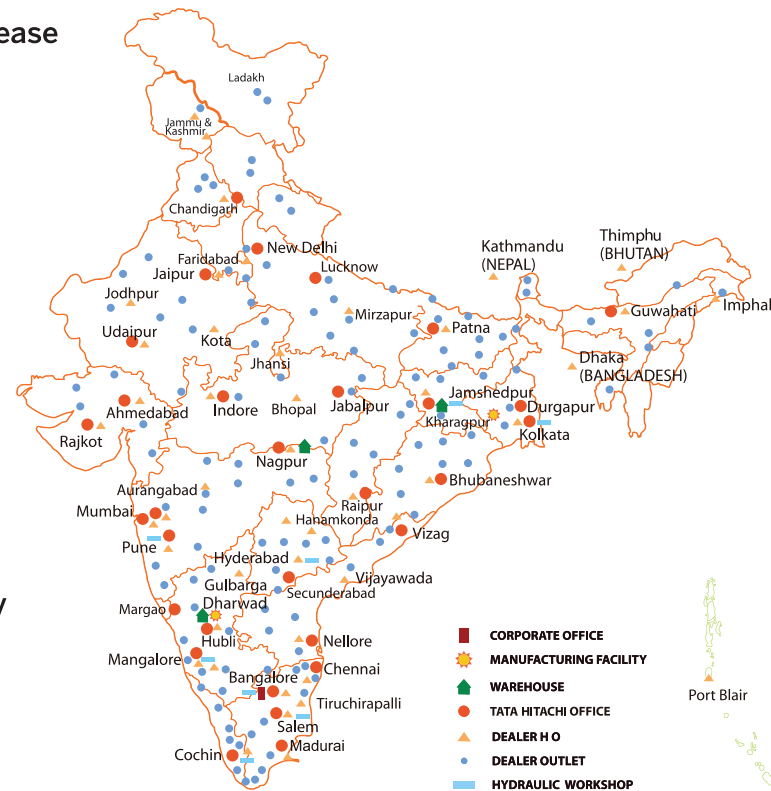 ease
Ladakh
Jammu &
Kashmir
Chandigarh
New Delhi
Faridabad
Jaipur
Lucknow
Kathmandu
(NEPAL)
Thimphu
(BHUTAN)
Jodhpur
Udaipur
Kota
Mirzapur
Patna
Guwahati
Imphal
Jhansi
Dhaka
(BANGLADESH)
Ahmedabad
Rajkot
Indore
Bhopal
Jabalpur
Jamshedpur
Kharagpur
Durgapur
Kolkata
Nagpur
Aurangabad
Raipur
Bhubaneshwar
Mumbai
Pune
Hanamkonda
Vizag
Hyderabad
Gulbarga
Secunderabad
Vijayawada
Dharwad
Margao
y
Hubli
Nellore
Mangalore
Bangalore
Chennai
Tiruchirapalli
Salem
Madurai
Cochin
Port Blair
CORPORATE OFFICE
MANUFACTURING FACILITY
WAREHOUSE
TATA HITACHI OFFICE
DEALER H O
DEALER OUTLET
HYDRAULIC WORKSHOP